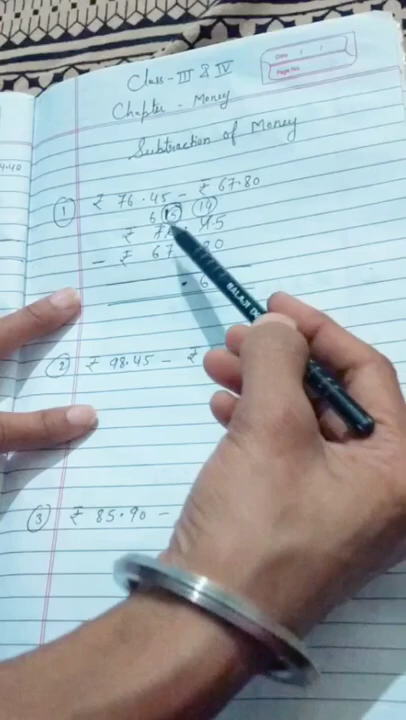 4.40
Date / /
Page No.
Class - III & IV
Chapter - Money
Subtraction of Money
① ₹ 76.45 - ₹ 67.80
6 15 14
₹ 76.45
- ₹ 67 80
.6
② ₹ 98.45 - ₹
③ ₹ 85.90 -